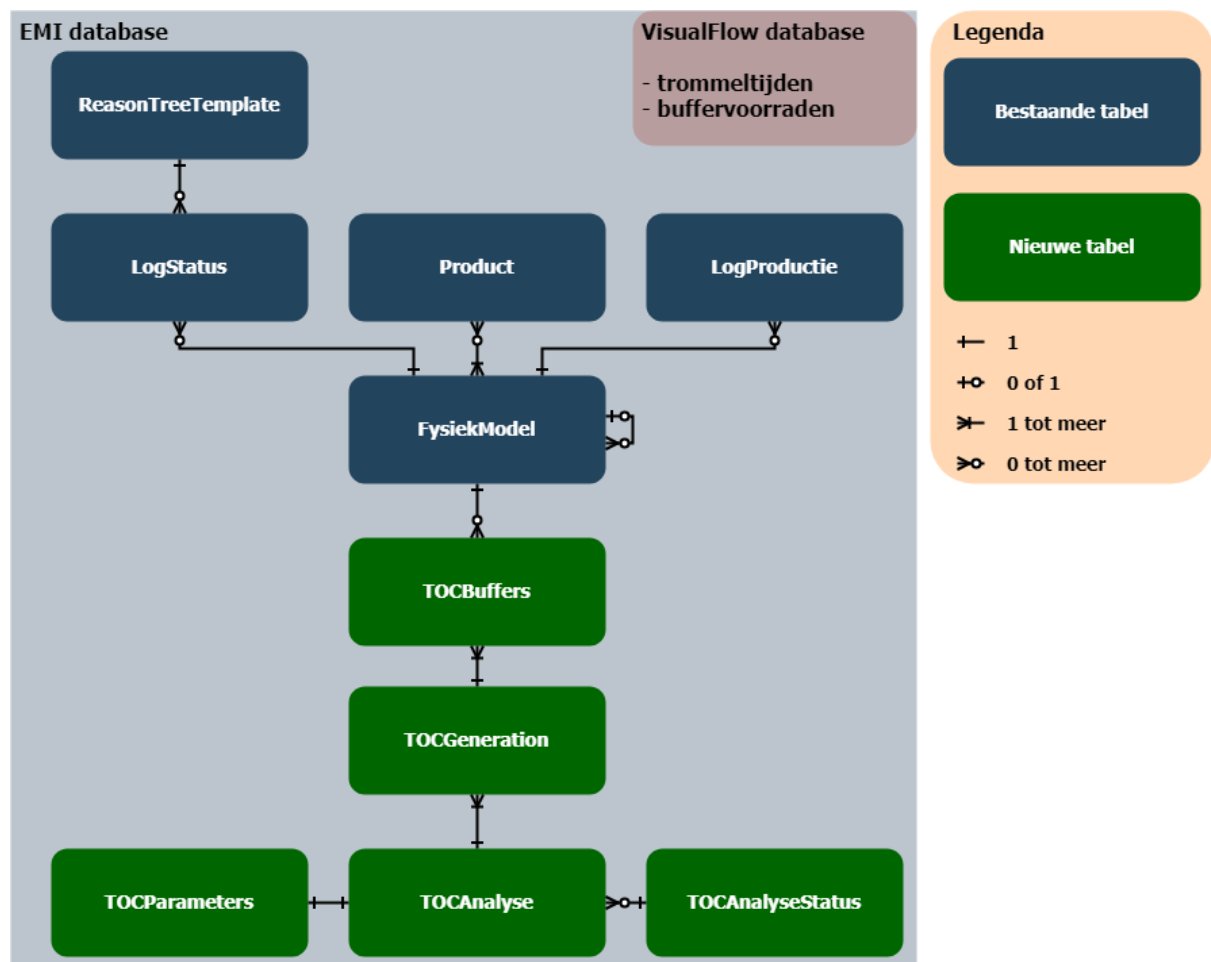 EMI database
VisualFlow database
- trommeltijden
- buffervoorraden
ReasonTreeTemplate
LogStatus
Product
LogProductie
FysiekModel
TOCBuffers
TOCGeneration
TOCParameters
TOCAnalyse
TOCAnalyseStatus
Legenda
Bestaande tabel
Nieuwe tabel
1
0 of 1
1 tot meer
0 tot meer